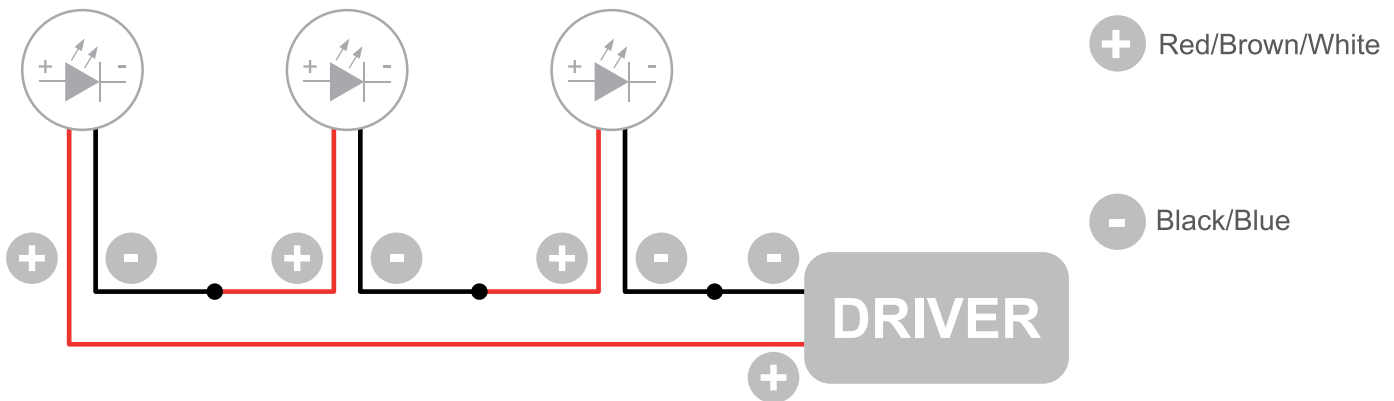 + - + - + -
+ Red/Brown/White
+ - + - + - -
- Black/Blue
DRIVER
+